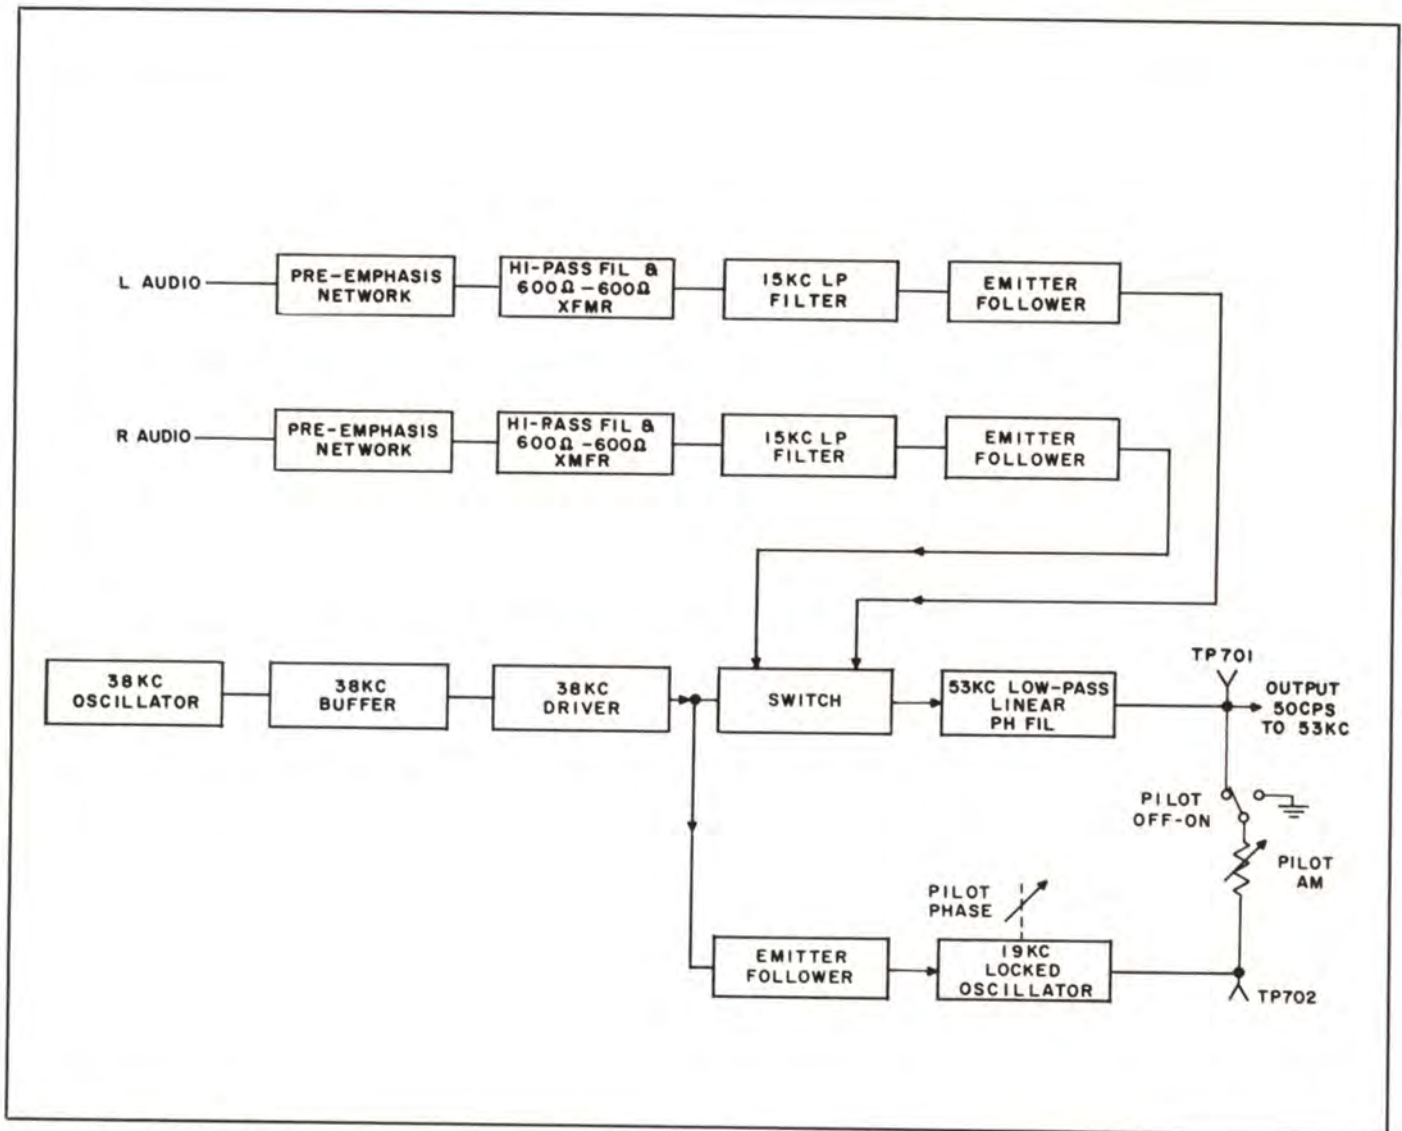 L AUDIO
PRE-EMPHASIS
NETWORK
HI-PASS FIL &
600Ω-600Ω
XFMR
15KC LP
FILTER
EMITTER
FOLLOWER
R AUDIO
PRE-EMPHASIS
NETWORK
HI-RASS FIL &
600Ω-600Ω
XMFR
15KC LP
FILTER
EMITTER
FOLLOWER
38KC
OSCILLATOR
38KC
BUFFER
38KC
DRIVER
SWITCH
53KC LOW-PASS
LINEAR
PH FIL
TP701
OUTPUT
50CPS
TO 53KC
PILOT
OFF-ON
PILOT
AM
PILOT
PHASE
EMITTER
FOLLOWER
19KC
LOCKED
OSCILLATOR
TP702